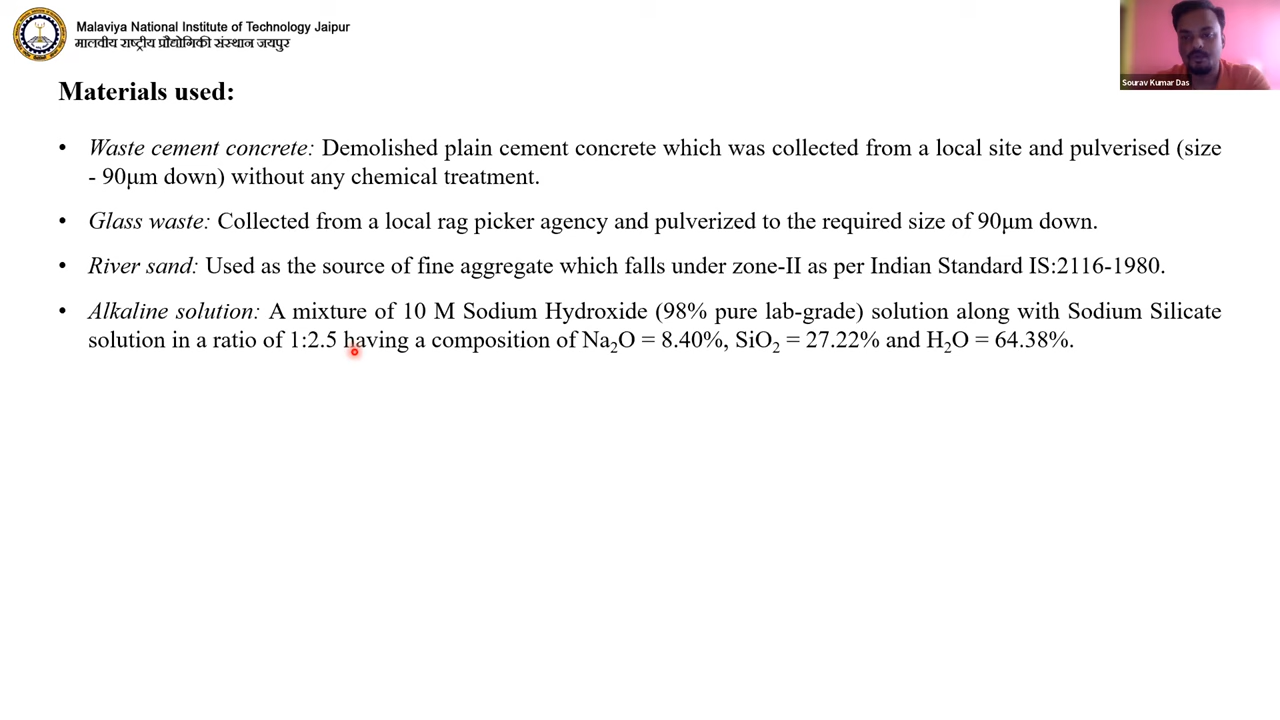 Malaviya National Institute of Technology Jaipur
मालवीय राष्ट्रीय प्रौद्योगिकी संस्थान जयपुर
Sourav Kumar Das
Materials used:
• Waste cement concrete: Demolished plain cement concrete which was collected from a local site and pulverised (size
- 90μm down) without any chemical treatment.
• Glass waste: Collected from a local rag picker agency and pulverized to the required size of 90μm down.
• River sand: Used as the source of fine aggregate which falls under zone-II as per Indian Standard IS:2116-1980.
• Alkaline solution: A mixture of 10 M Sodium Hydroxide (98% pure lab-grade) solution along with Sodium Silicate
solution in a ratio of 1:2.5 having a composition of Na₂O = 8.40%, SiO₂ = 27.22% and H₂O = 64.38%.